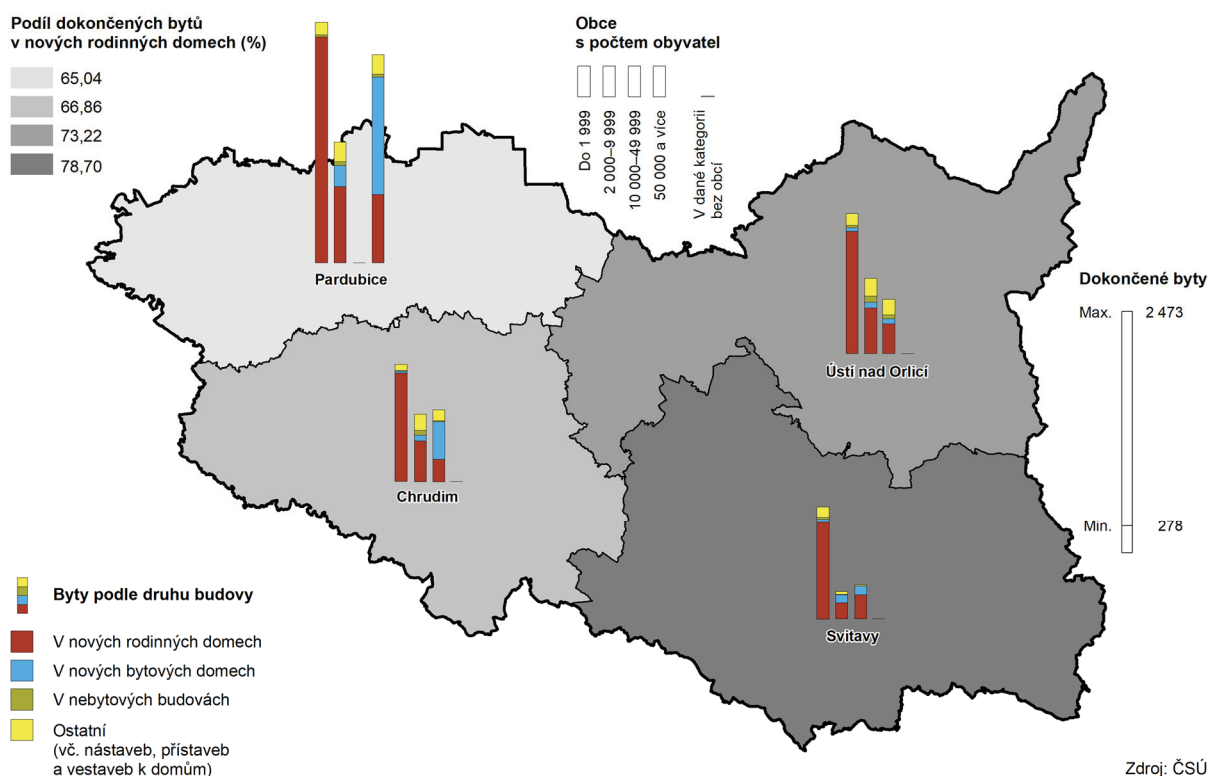 Podíl dokončených bytů
v nových rodinných domech (%)
65,04
66,86
73,22
78,70
Obce
s počtem obyvatel
Do 1 999
2 000–9 999
10 000–49 999
50 000 a více
V dané kategorii
bez obcí
Pardubice
Ústí nad Orlicí
Chrudim
Svitavy
Dokončené byty
Max. 2 473
Min. 278
Byty podle druhu budovy
V nových rodinných domech
V nových bytových domech
V nebytových budovách
Ostatní
(vč. nástaveb, přístaveb
a vestaveb k domům)
Zdroj: ČSÚ